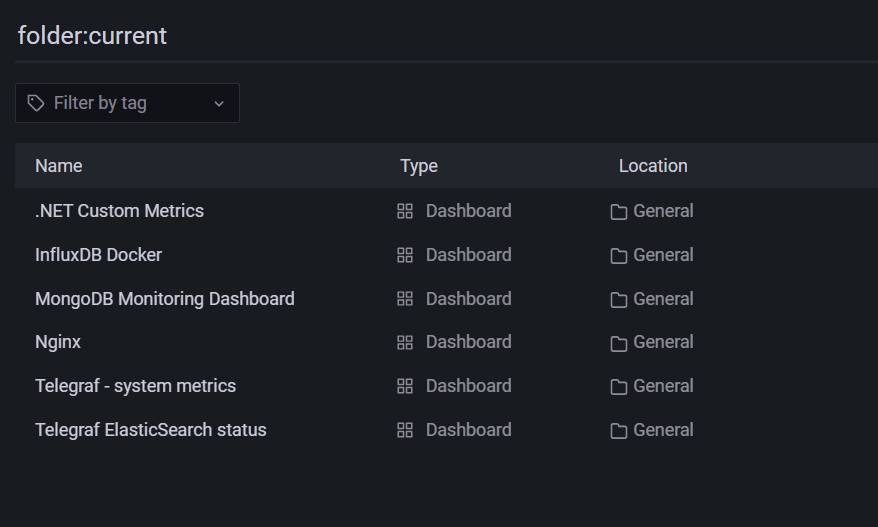 folder:current
Filter by tag
Name Type Location
.NET Custom Metrics Dashboard General
InfluxDB Docker Dashboard General
MongoDB Monitoring Dashboard Dashboard General
Nginx Dashboard General
Telegraf - system metrics Dashboard General
Telegraf ElasticSearch status Dashboard General